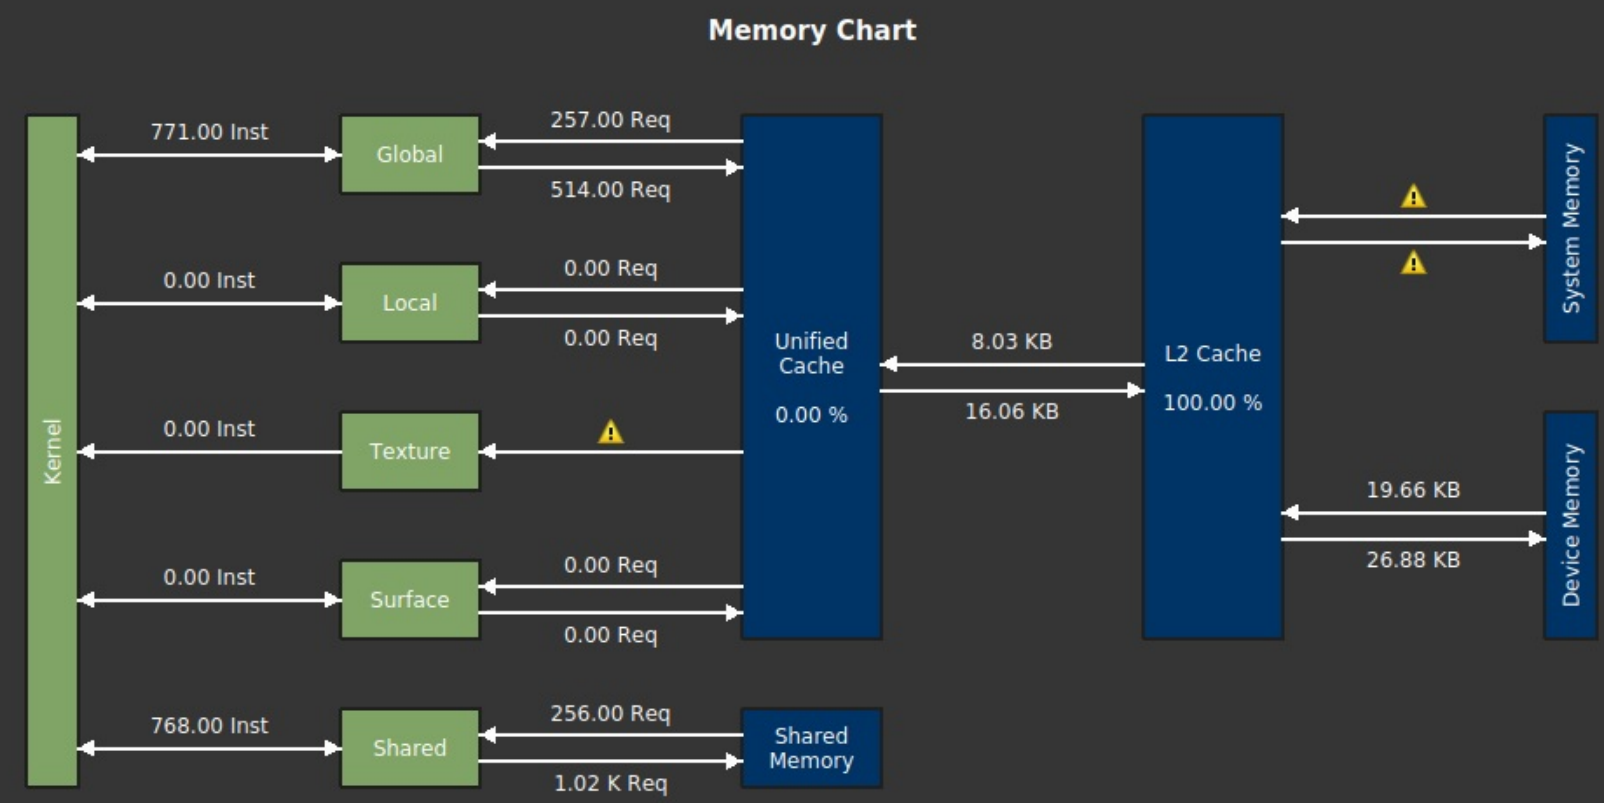 Memory Chart
Kernel
771.00 Inst
Global
257.00 Req
514.00 Req
0.00 Inst
Local
0.00 Req
0.00 Req
0.00 Inst
Texture
0.00 Inst
Surface
0.00 Req
0.00 Req
768.00 Inst
Shared
256.00 Req
1.02 K Req
Unified
Cache
0.00 %
Shared
Memory
8.03 KB
16.06 KB
L2 Cache
100.00 %
System Memory
19.66 KB
26.88 KB
Device Memory